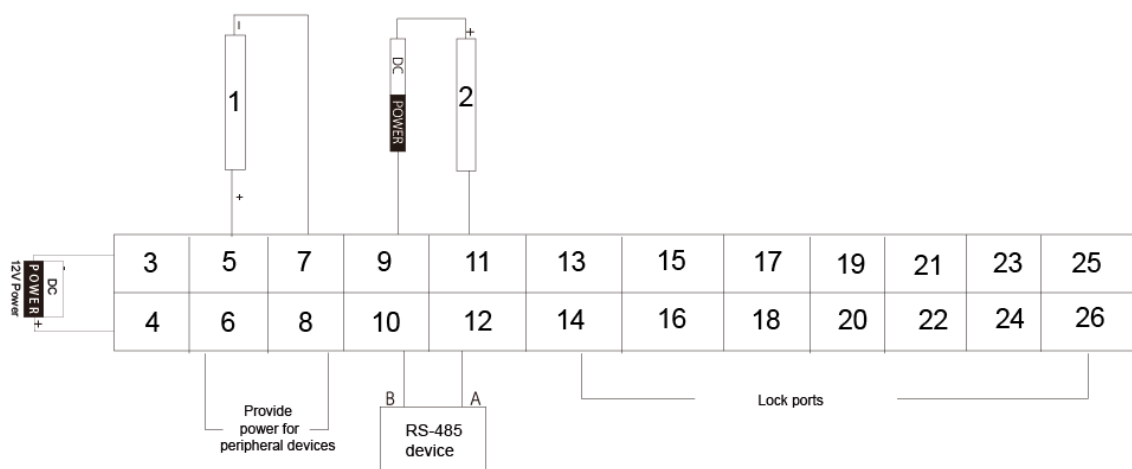 –
+
1
+
DC
POWER
2
3 5 7 9 11 13 15 17 19 21 23 25
4 6 8 10 12 14 16 18 20 22 24 26
-
DC
POWER
+
12V Power
B A
Provide
power for
peripheral devices
RS-485
device
Lock ports